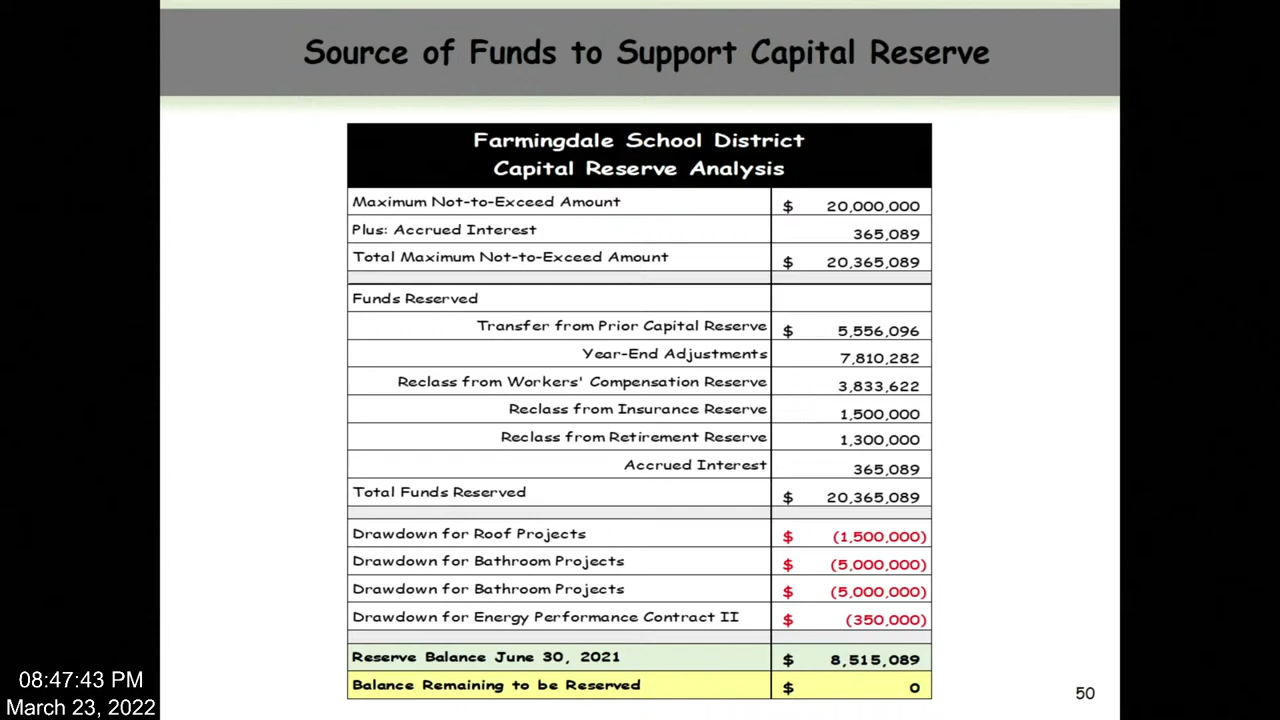 Source of Funds to Support Capital Reserve
Farmingdale School District
Capital Reserve Analysis
Maximum Not-to-Exceed Amount $ 20,000,000
Plus: Accrued Interest 365,089
Total Maximum Not-to-Exceed Amount $ 20,365,089
Funds Reserved
Transfer from Prior Capital Reserve $ 5,556,096
Year-End Adjustments 7,810,282
Reclass from Workers' Compensation Reserve 3,833,622
Reclass from Insurance Reserve 1,500,000
Reclass from Retirement Reserve 1,300,000
Accrued Interest 365,089
Total Funds Reserved $ 20,365,089
Drawdown for Roof Projects $ (1,500,000)
Drawdown for Bathroom Projects $ (5,000,000)
Drawdown for Bathroom Projects $ (5,000,000)
Drawdown for Energy Performance Contract II $ (350,000)
Reserve Balance June 30, 2021 $ 8,515,089
Balance Remaining to be Reserved $ 0
08:47:43 PM
March 23, 2022
50